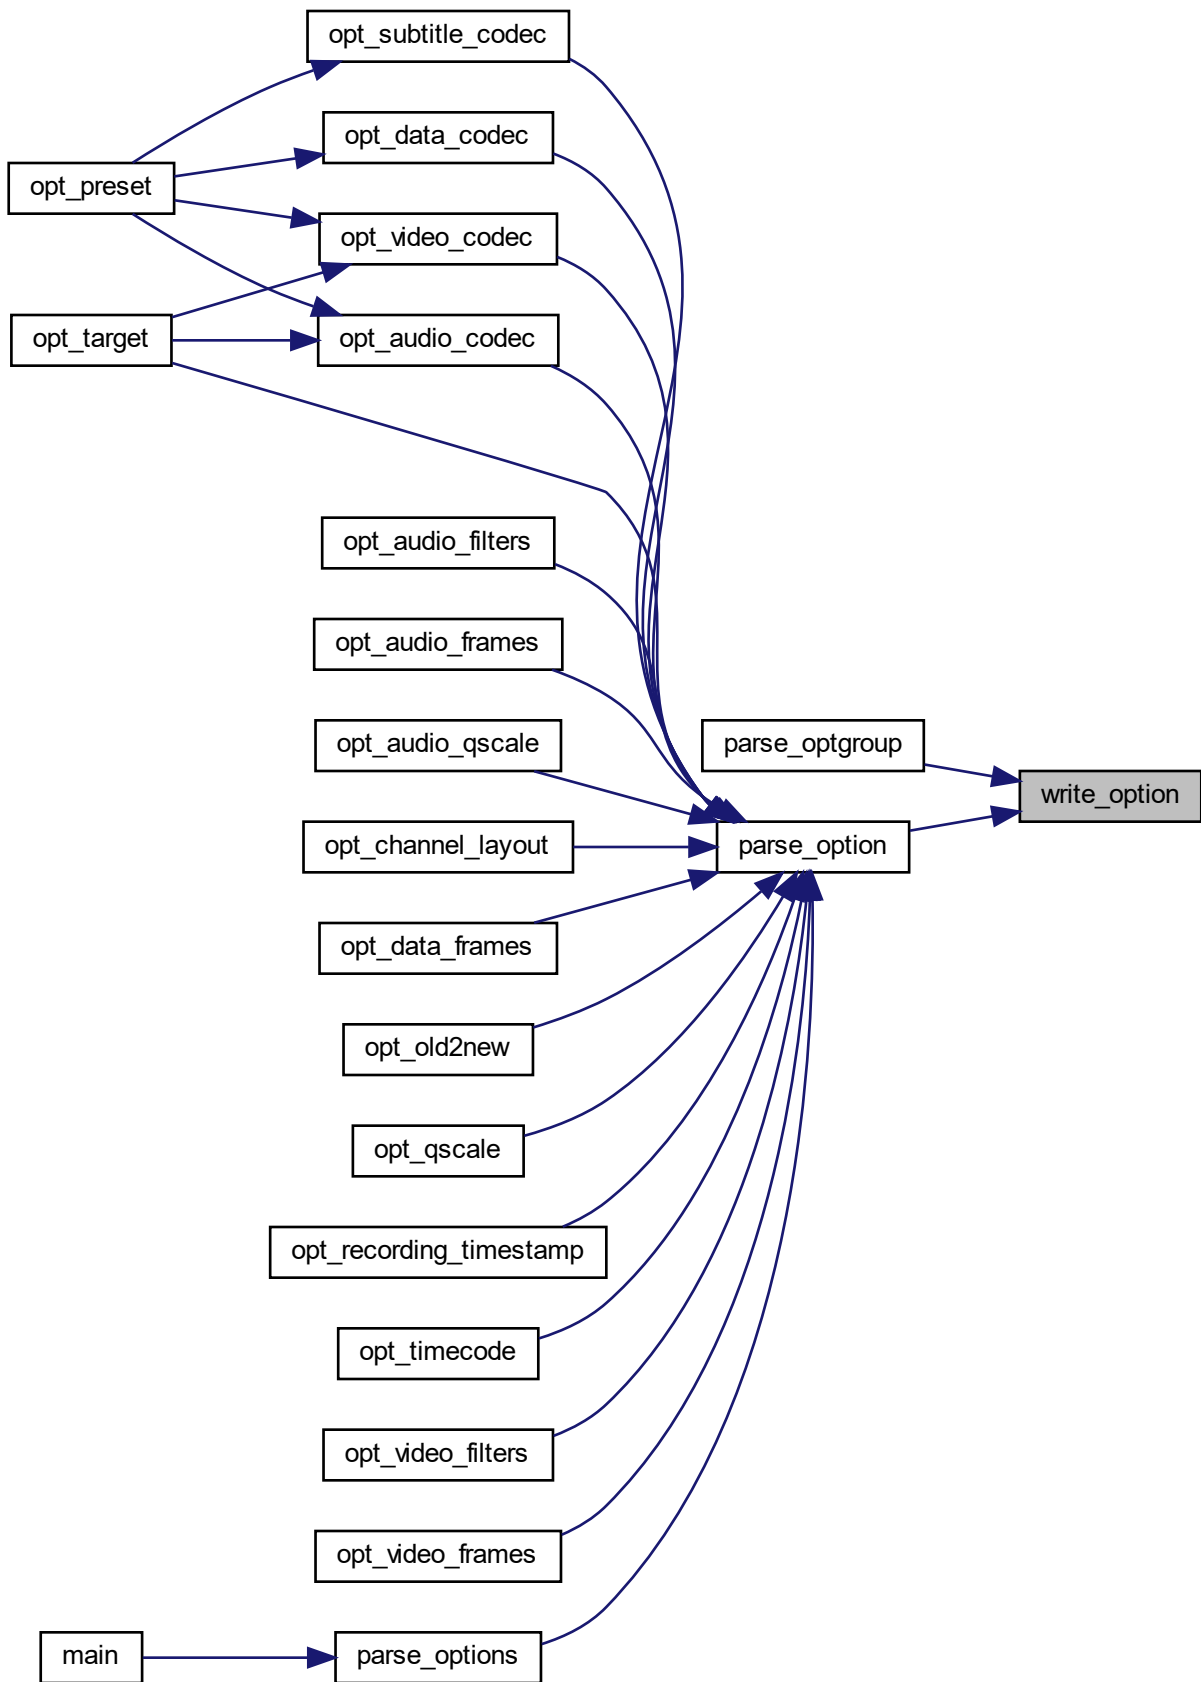 opt_subtitle_codec
opt_data_codec
opt_preset
opt_video_codec
opt_target
opt_audio_codec
opt_audio_filters
opt_audio_frames
opt_audio_qscale
parse_optgroup
write_option
opt_channel_layout
parse_option
opt_data_frames
opt_old2new
opt_qscale
opt_recording_timestamp
opt_timecode
opt_video_filters
opt_video_frames
main
parse_options